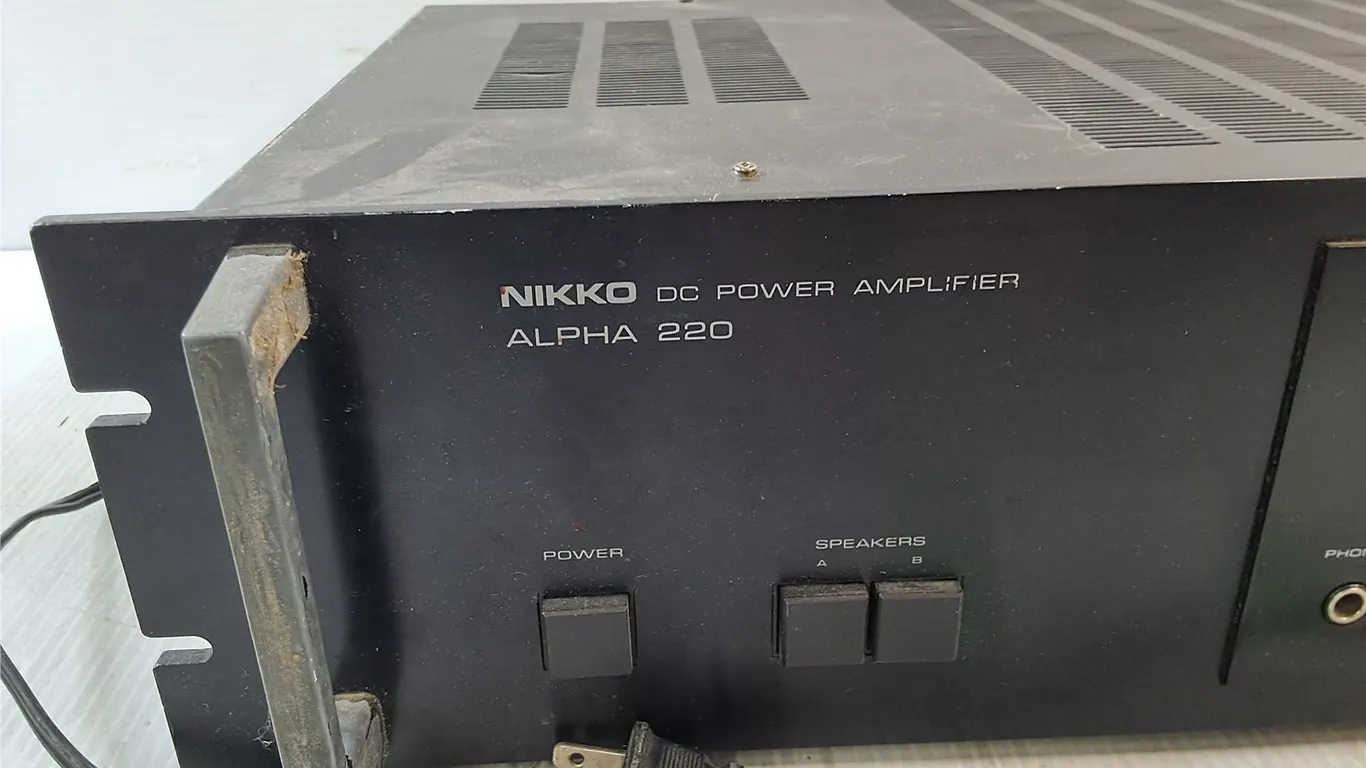 NIKKO DC POWER AMPLIFIER
ALPHA 220
POWER
SPEAKERS
A B